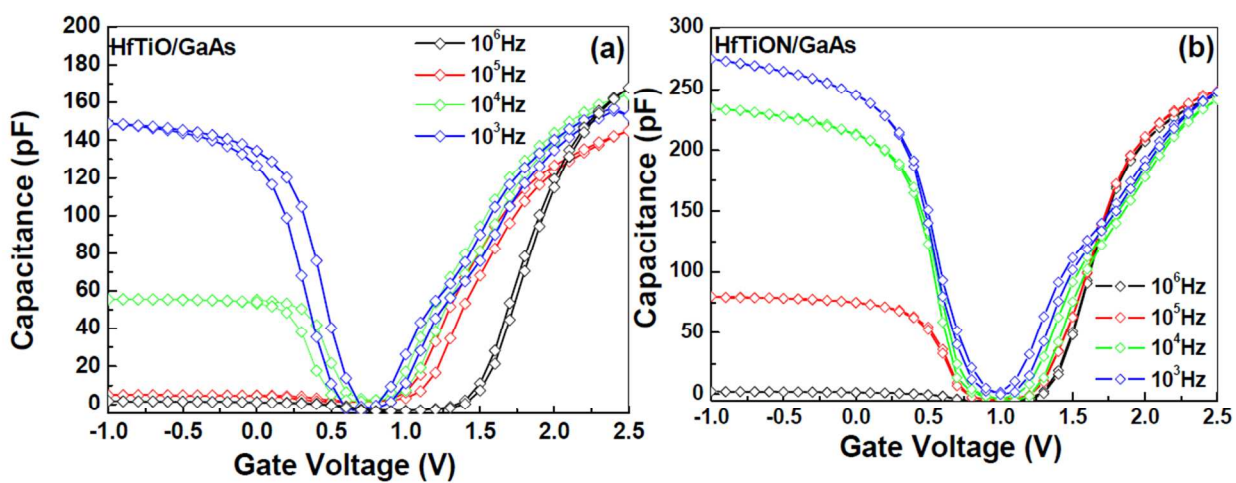 HfTiO/GaAs
(a)
10⁶Hz
10⁵Hz
10⁴Hz
10³Hz
Capacitance (pF)
200
180
160
140
120
100
80
60
40
20
0
-1.0 -0.5 0.0 0.5 1.0 1.5 2.0 2.5
Gate Voltage (V)
HfTiON/GaAs
(b)
10⁶Hz
10⁵Hz
10⁴Hz
10³Hz
Capacitance (pF)
300
250
200
150
100
50
0
-1.0 -0.5 0.0 0.5 1.0 1.5 2.0 2.5
Gate Voltage (V)